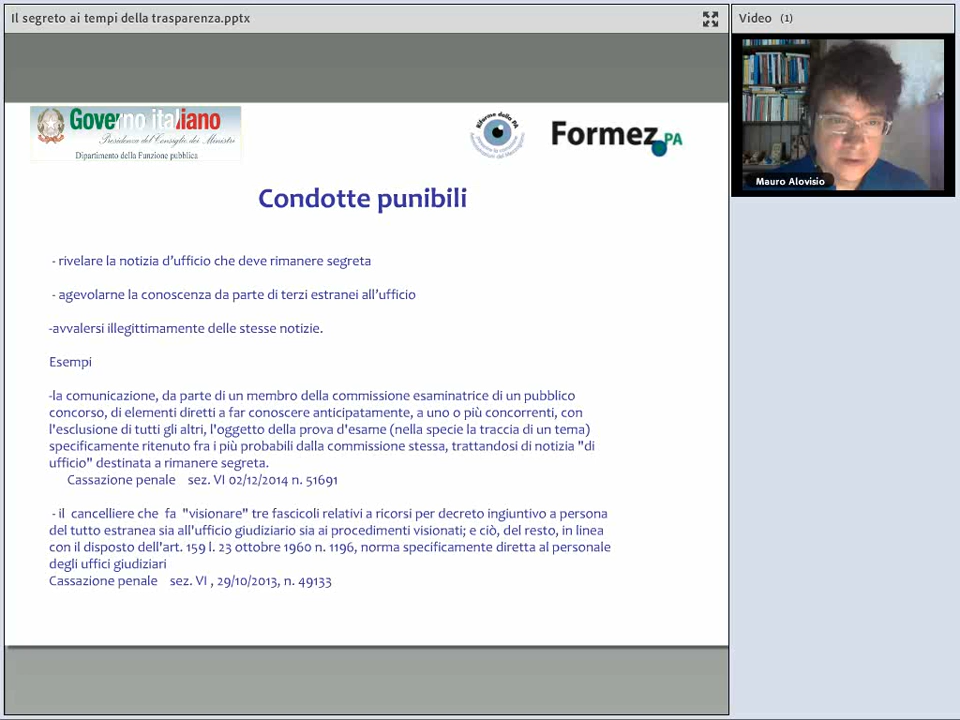 Il segreto ai tempi della trasparenza.pptx
Video (1)
Governo italiano
Presidenza del Consiglio dei Ministri
Dipartimento della Funzione pubblica
Riforme della PA
Formez PA
Mauro Alovisio
Condotte punibili
- rivelare la notizia d’ufficio che deve rimanere segreta
- agevolarne la conoscenza da parte di terzi estranei all’ufficio
-avvalersi illegittimamente delle stesse notizie.
Esempi
-la comunicazione, da parte di un membro della commissione esaminatrice di un pubblico
concorso, di elementi diretti a far conoscere anticipatamente, a uno o più concorrenti, con
l'esclusione di tutti gli altri, l'oggetto della prova d'esame (nella specie la traccia di un tema)
specificamente ritenuto fra i più probabili dalla commissione stessa, trattandosi di notizia "di
ufficio" destinata a rimanere segreta.
Cassazione penale sez. VI 02/12/2014 n. 51691
- il cancelliere che fa "visionare" tre fascicoli relativi a ricorsi per decreto ingiuntivo a persona
del tutto estranea sia all'ufficio giudiziario sia ai procedimenti visionati; e ciò, del resto, in linea
con il disposto dell'art. 159 l. 23 ottobre 1960 n. 1196, norma specificamente diretta al personale
degli uffici giudiziari
Cassazione penale sez. VI , 29/10/2013, n. 49133